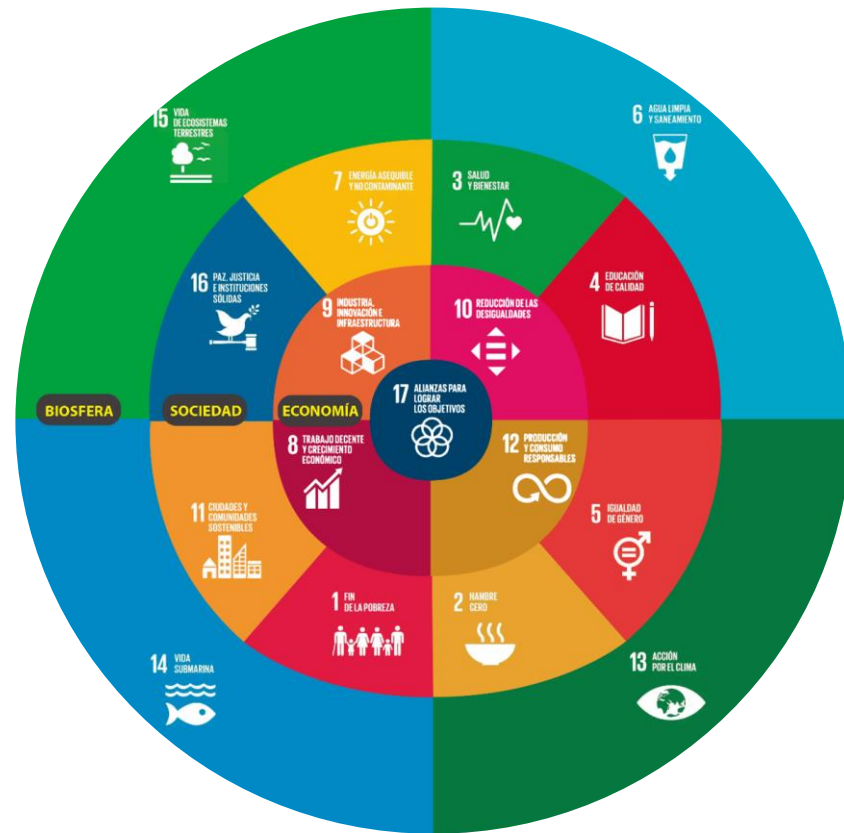 15 VIDA
DE ECOSISTEMAS
TERRESTRES
6 AGUA LIMPIA
Y SANEAMIENTO
7 ENERGÍA ASEQUIBLE
Y NO CONTAMINANTE
3 SALUD
Y BIENESTAR
16 PAZ, JUSTICIA
E INSTITUCIONES
SÓLIDAS
4 EDUCACIÓN
DE CALIDAD
9 INDUSTRIA,
INNOVACIÓN E
INFRAESTRUCTURA
10 REDUCCIÓN DE LAS
DESIGUALDADES
17 ALIANZAS PARA
LOGRAR
LOS OBJETIVOS
BIOSFERA
SOCIEDAD
ECONOMÍA
8 TRABAJO DECENTE
Y CRECIMIENTO
ECONÓMICO
12 PRODUCCIÓN
Y CONSUMO
RESPONSABLES
11 CIUDADES Y
COMUNIDADES
SOSTENIBLES
5 IGUALDAD
DE GÉNERO
1 FIN
DE LA POBREZA
2 HAMBRE
CERO
14 VIDA
SUBMARINA
13 ACCIÓN
POR EL CLIMA